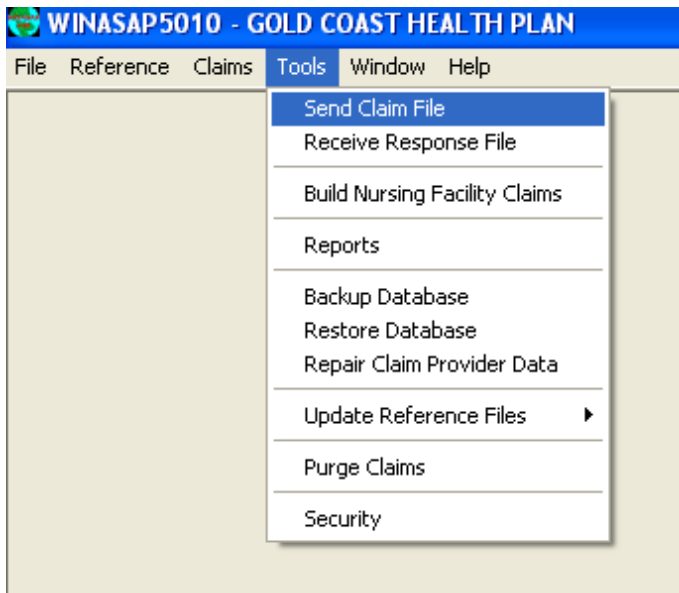 WINASAP5010 - GOLD COAST HEALTH PLAN
File Reference Claims Tools Window Help
Send Claim File
Receive Response File
Build Nursing Facility Claims
Reports
Backup Database
Restore Database
Repair Claim Provider Data
Update Reference Files
Purge Claims
Security